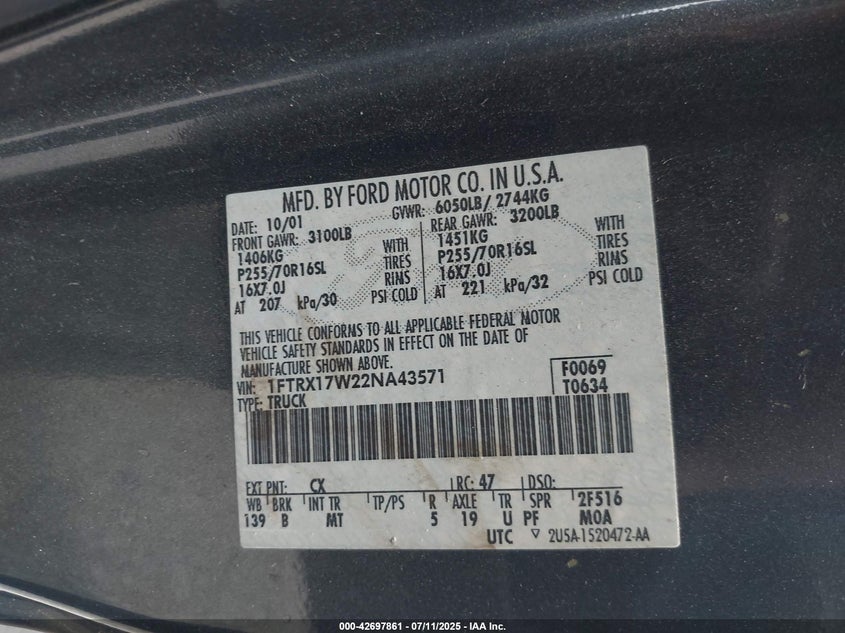 MFD. BY FORD MOTOR CO. IN U.S.A.
DATE: 10/01 GVWR: 6050LB/ 2744KG
FRONT GAWR: 3100LB REAR GAWR: 3200LB
1406KG WITH 1451KG WITH
P255/70R16SL TIRES P255/70R16SL TIRES
16X7.0J RIMS 16X7.0J RIMS
AT 207 kPa/30 PSI COLD AT 221 kPa/32 PSI COLD
THIS VEHICLE CONFORMS TO ALL APPLICABLE FEDERAL MOTOR
VEHICLE SAFETY STANDARDS IN EFFECT ON THE DATE OF
MANUFACTURE SHOWN ABOVE.
VIN: 1FTRX17W22NA43571 F0069
TYPE: TRUCK T0634
EXT PNT: CX RC: 47 DSO:
WB BRK INT TR TP/PS R AXLE TR SPR 2F516
139 B MT 5 19 U PF MOA
UTC ▽ 2U5A-1520472-AA
000-42697861 - 07/11/2025 - IAA Inc.